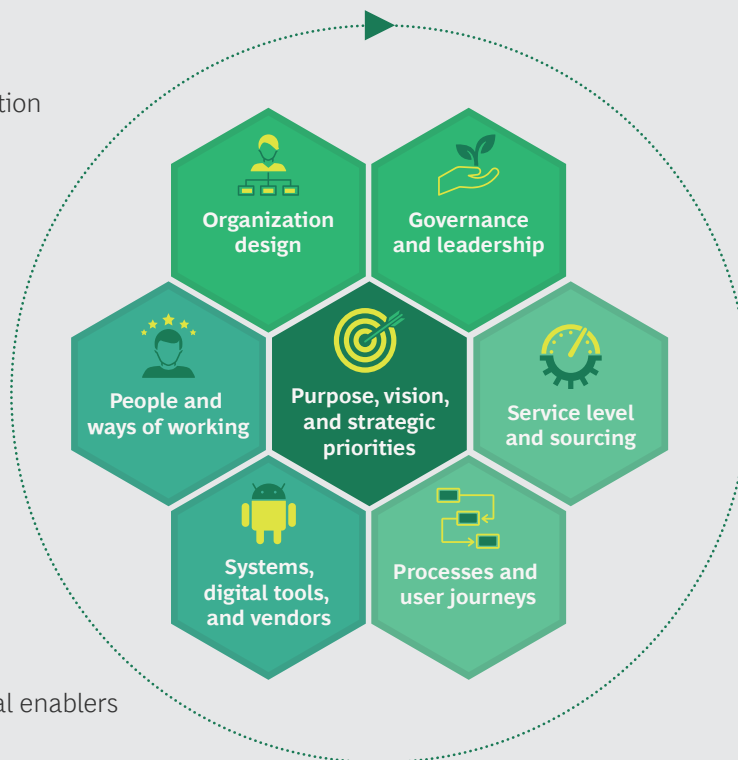 tion
Organization
design
Governance
and leadership
People and
ways of working
Purpose, vision,
and strategic
priorities
Service level
and sourcing
Systems,
digital tools,
and vendors
Processes and
user journeys
al enablers